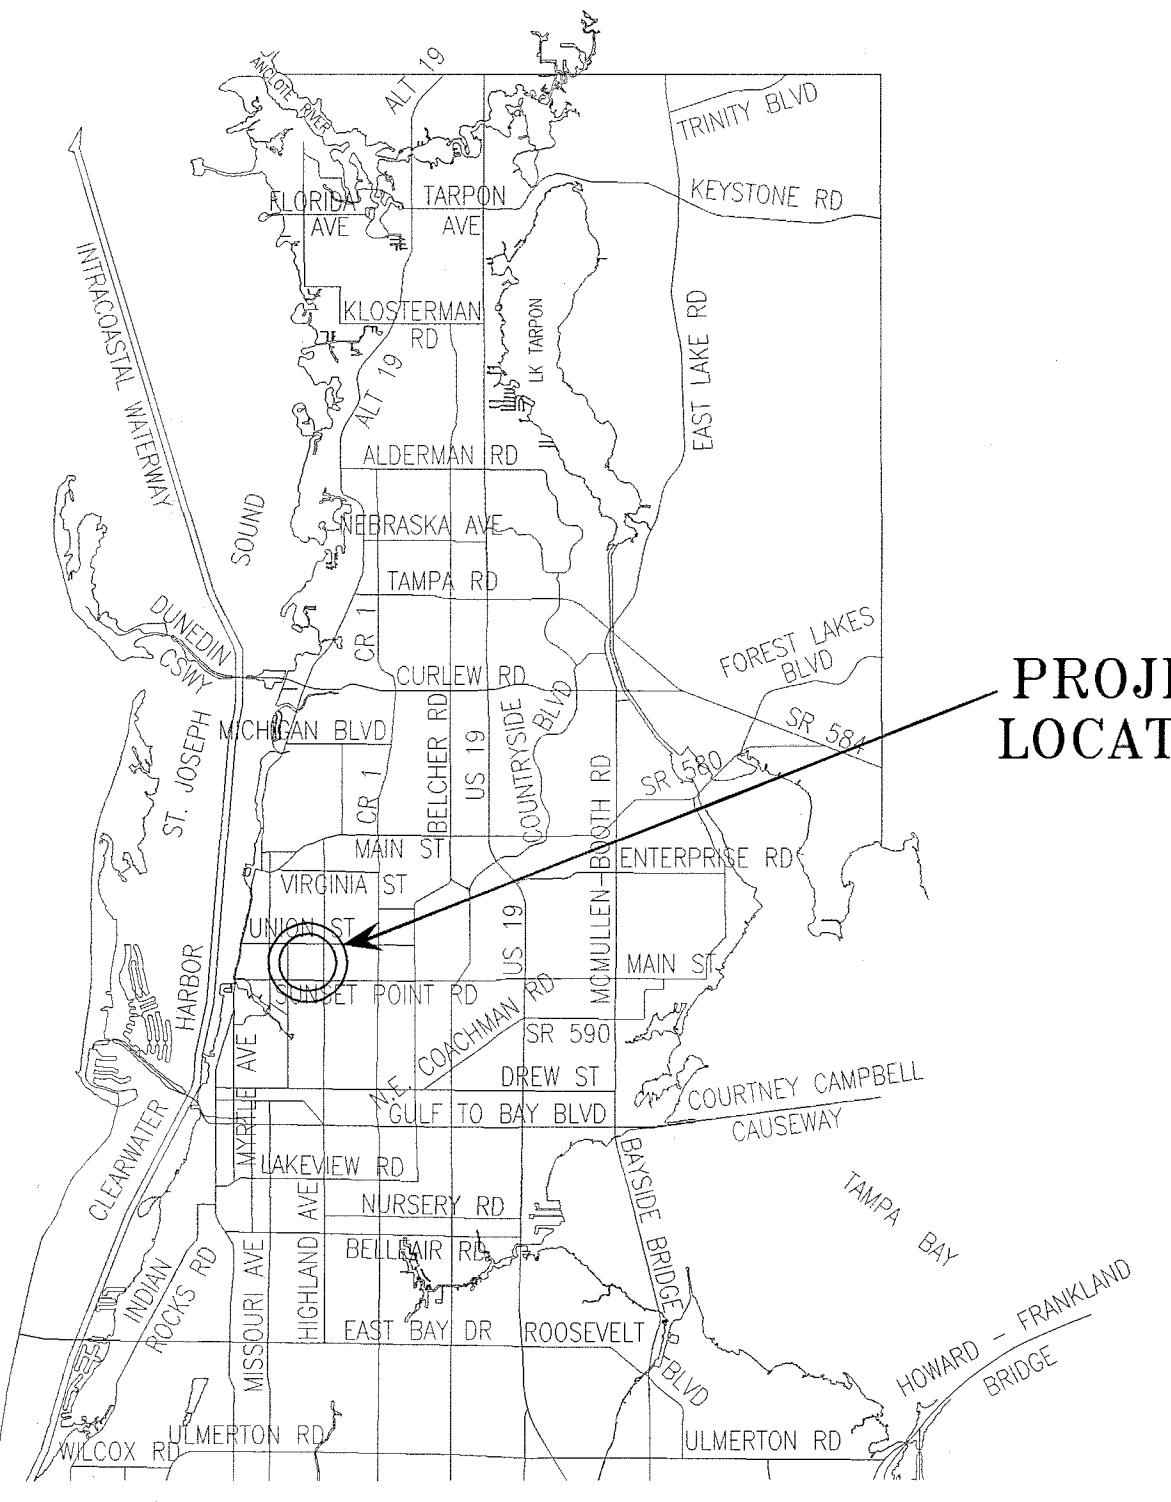 ANCLOTE
RIVER
ALT 19
TRINITY BLVD
KEYSTONE RD
FLORIDA
AVE
TARPON
AVE
INTRACOASTAL WATERWAY
KLOSTERMAN
RD
LK TARPON
EAST LAKE RD
ALT 19
ALDERMAN RD
SOUND
NEBRASKA AVE
TAMPA RD
DUNEDIN
CSWY
CR 1
FOREST LAKES
BLVD
CURLEW RD
PROJ
LOCAT
ST. JOSEPH
MICHIGAN BLVD
BELCHER RD
US 19
COUNTRYSIDE
BLVD
SR 584
SR 580
CR 1
MCMULLEN-BOOTH RD
MAIN ST
ENTERPRISE RD
VIRGINIA ST
UNION ST
US 19
HARBOR
MAIN ST
SUNSET POINT RD
N.E. COACHMAN RD
SR 590
DREW ST
MYRTLE AVE
GULF TO BAY BLVD
COURTNEY CAMPBELL
CAUSEWAY
CLEARWATER
LAKEVIEW RD
BAYSIDE BRIDGE
TAMPA BAY
HIGHLAND AVE
NURSERY RD
BELLEAIR RD
INDIAN
ROCKS RD
MISSOURI AVE
EAST BAY DR
ROOSEVELT
BLVD
HOWARD - FRANKLAND
BRIDGE
WILCOX RD
ULMERTON RD
ULMERTON RD